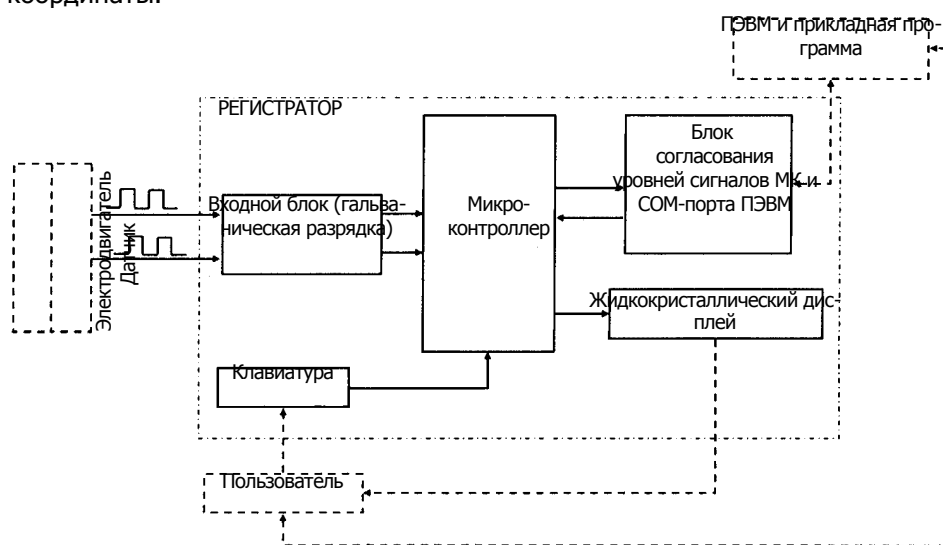 координаты.
ПЭВМ и прикладная про-
грамма
РЕГИСТРАТОР
Электродвигатель
Датчик
Входной блок (гальва-
ническая разрядка)
Микро-
контроллер
Блок
согласования
уровней сигналов МК и
СОМ-порта ПЭВМ
Жидкокристаллический дис-
плей
Клавиатура
Пользователь